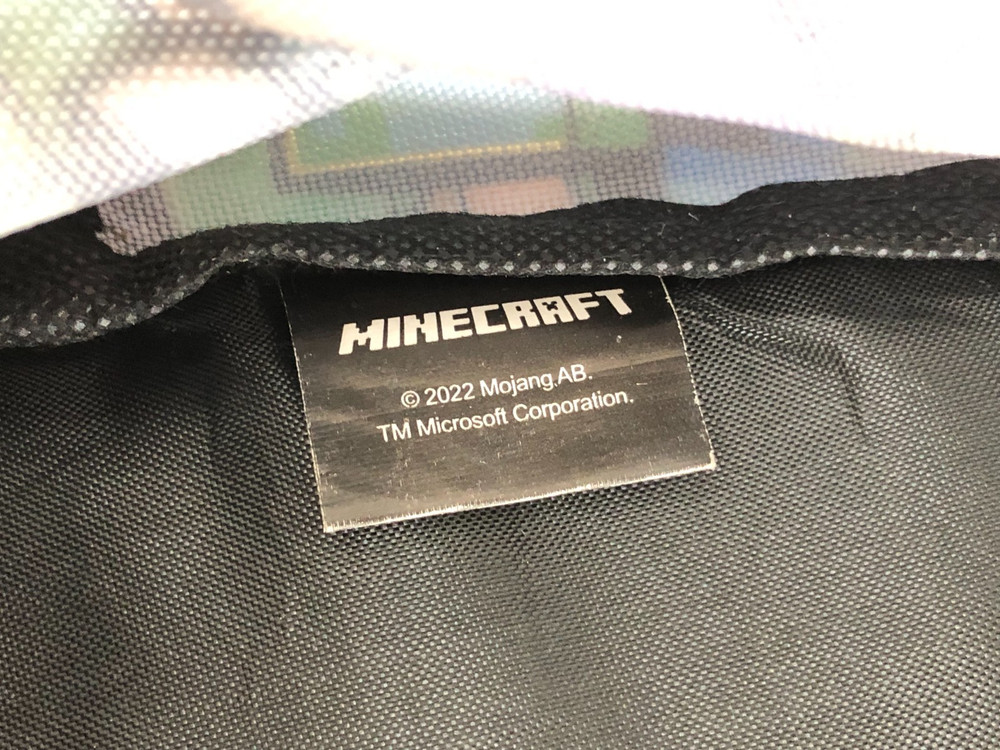 MINECRAFT
© 2022 Mojang AB.
TM Microsoft Corporation.